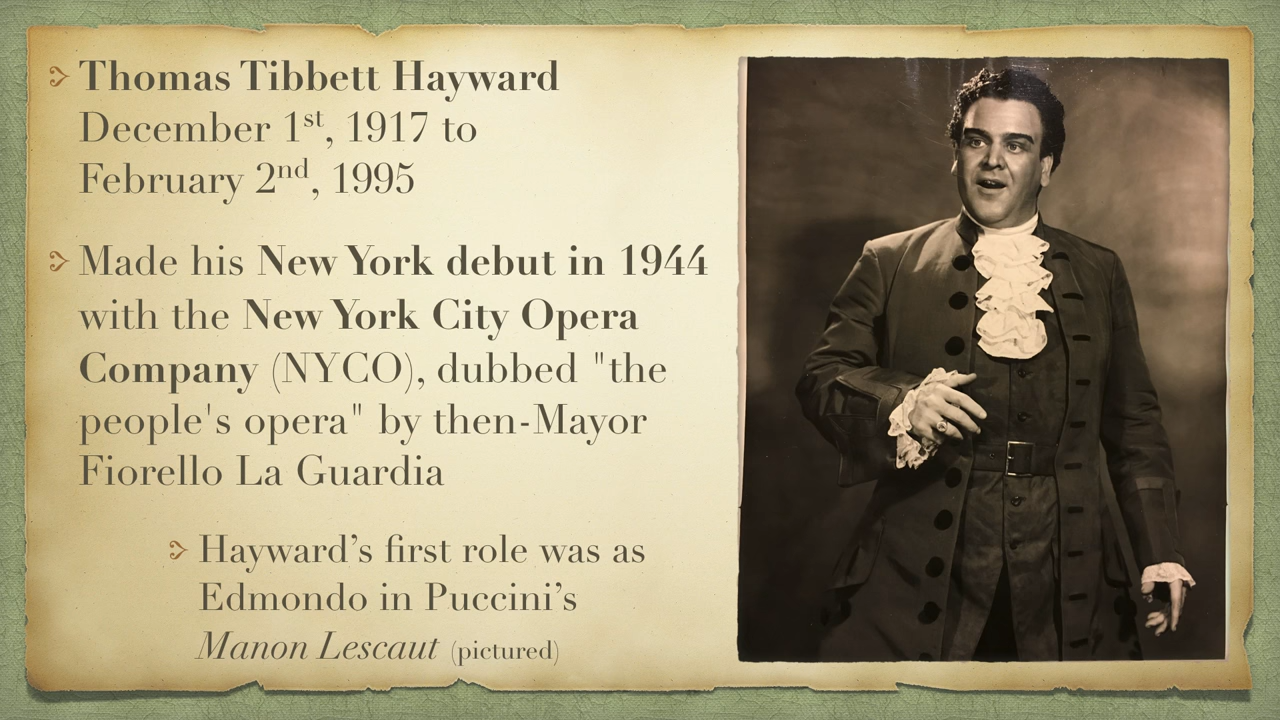 Thomas Tibbett Hayward
December 1st, 1917 to
February 2nd, 1995
Made his New York debut in 1944
with the New York City Opera
Company (NYCO), dubbed "the
people's opera" by then-Mayor
Fiorello La Guardia
Hayward’s first role was as
Edmondo in Puccini’s
Manon Lescaut (pictured)